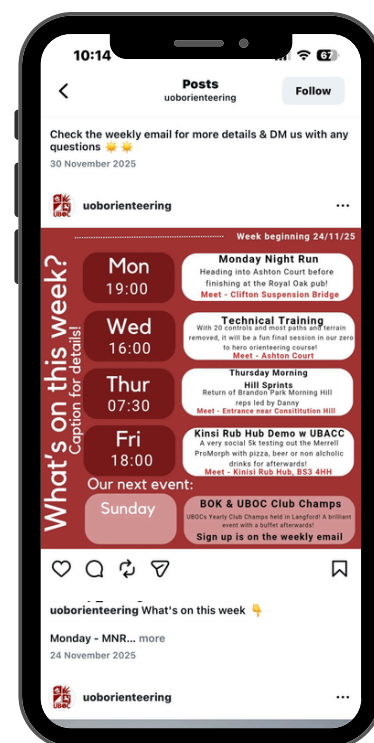 10:14
67
Posts
uoborienteering
Follow
Check the weekly email for more details & DM us with any
questions ☀️ ☀️
30 November 2025
UBOC
uoborienteering
Week beginning 24/11/25
What's on this week?
Caption for details!
Mon
19:00
Monday Night Run
Heading into Ashton Court before
finishing at the Royal Oak pub!
Meet - Clifton Suspension Bridge
Wed
16:00
Technical Training
With 20 controls and most paths and terrain
removed, it will be a fun final session in our zero
to hero orienteering course!
Meet - Ashton Court
Thur
07:30
Thursday Morning
Hill Sprints
Return of Brandon Park Morning Hill
reps led by Danny
Meet - Entrance near Consititution Hill
Fri
18:00
Kinsi Rub Hub Demo w UBACC
A very social 5k testing out the Merrell
ProMorph with pizza, beer or non alcholic
drinks for afterwards!
Meet - Kinisi Rub Hub, BS3 4HH
Our next event:
Sunday
BOK & UBOC Club Champs
UBOCs Yearly Club Champs held in Langford! A brilliant
event with a buffet afterwards!
Sign up is on the weekly email
uoborienteering What's on this week 👇
Monday - MNR... more
24 November 2025
UBOC
uoborienteering